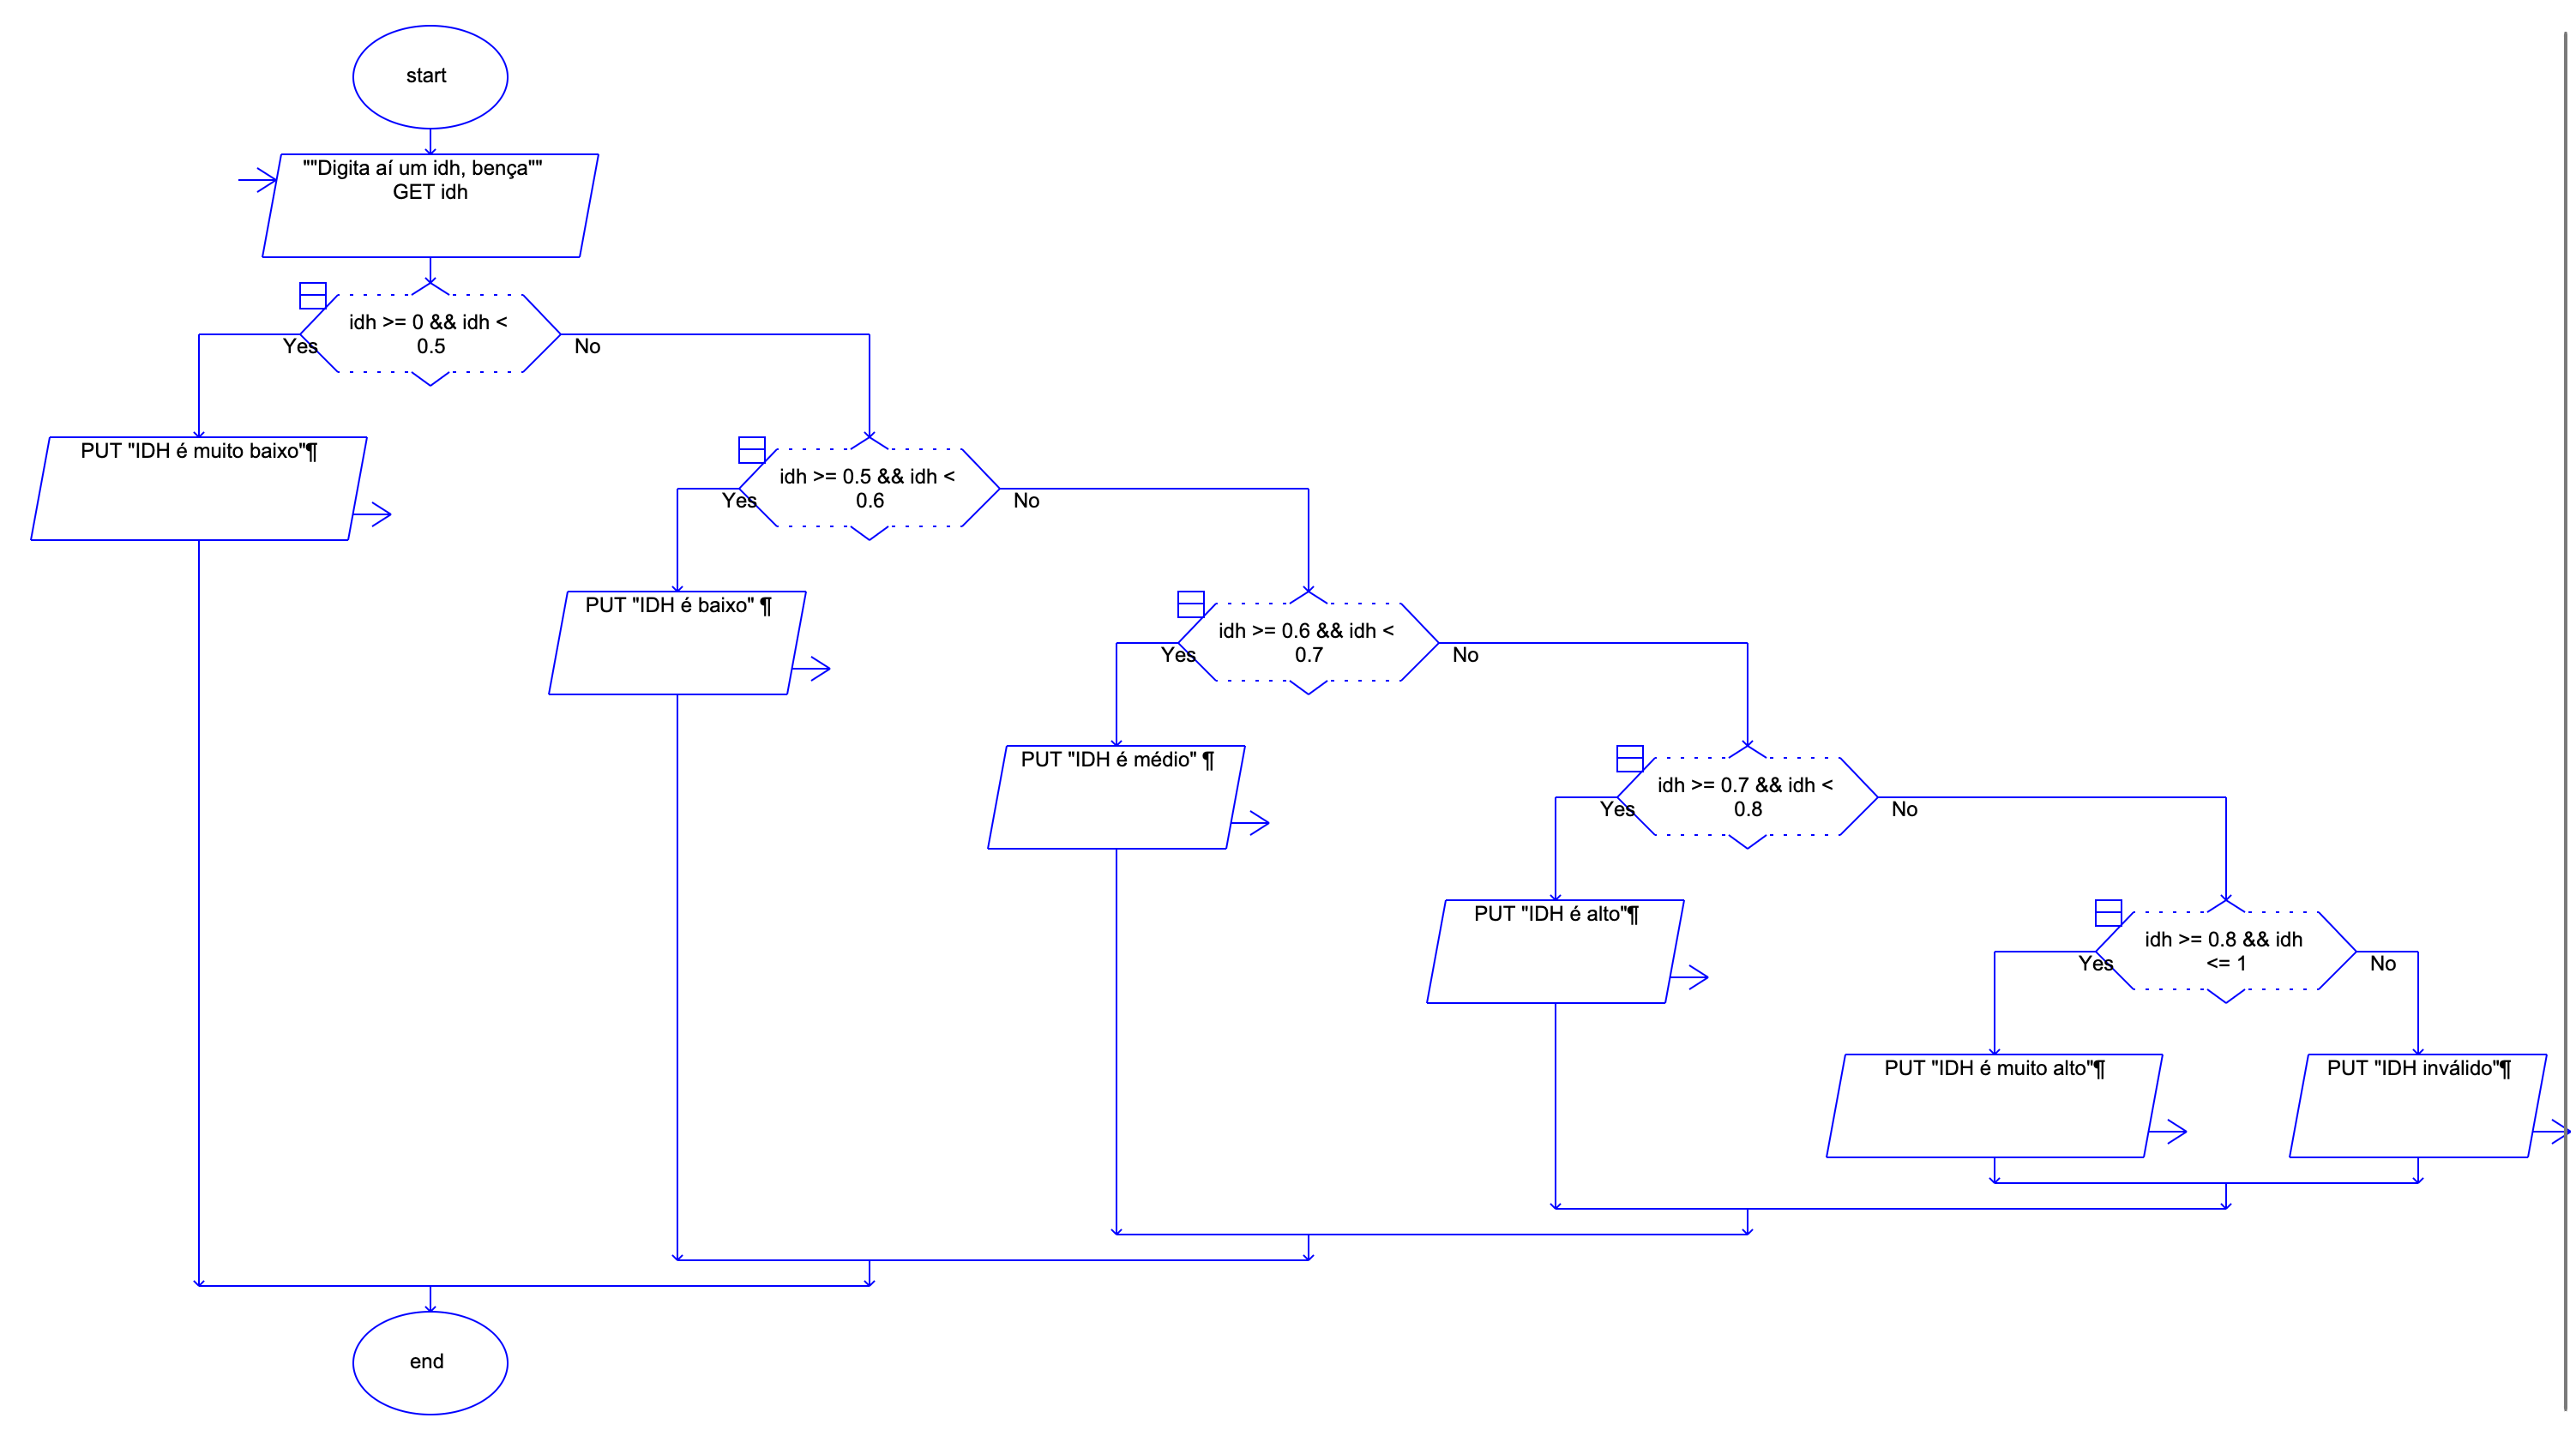 start
""Digita aí um idh, bença""
GET idh
idh >= 0 && idh <
0.5
Yes
No
PUT "IDH é muito baixo"¶
idh >= 0.5 && idh <
0.6
Yes
No
PUT "IDH é baixo" ¶
idh >= 0.6 && idh <
0.7
Yes
No
PUT "IDH é médio" ¶
idh >= 0.7 && idh <
0.8
Yes
No
PUT "IDH é alto"¶
idh >= 0.8 && idh
<= 1
Yes
No
PUT "IDH é muito alto"¶
PUT "IDH inválido"¶
end